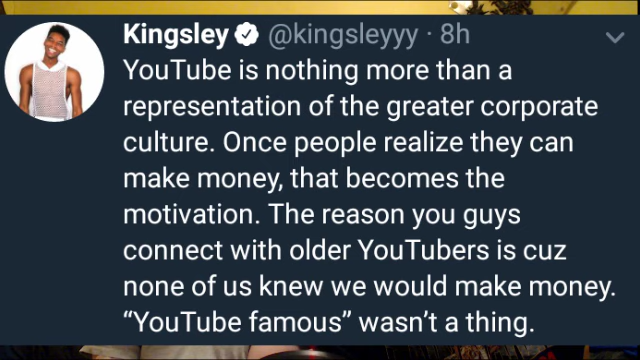 Kingsley @kingsleyyy · 8h
YouTube is nothing more than a
representation of the greater corporate
culture. Once people realize they can
make money, that becomes the
motivation. The reason you guys
connect with older YouTubers is cuz
none of us knew we would make money.
“YouTube famous” wasn’t a thing.